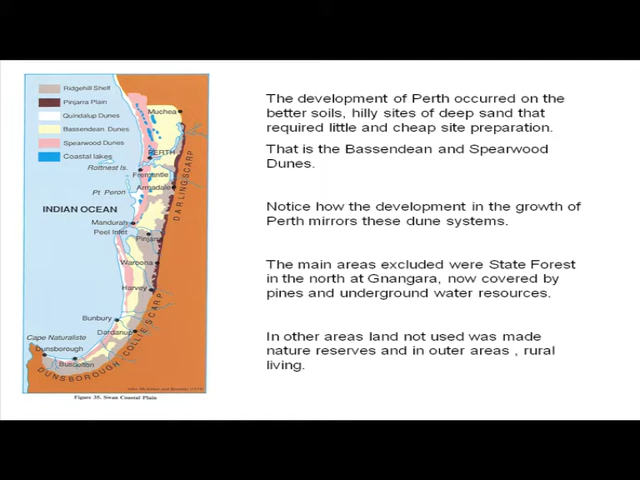 Ridgehill Shelf
Pinjarra Plain
Quindalup Dunes
Bassendean Dunes
Spearwood Dunes
Coastal lakes
Muchea
PERTH
Rottnest Is.
Fremantle
Armadale
Pt Peron
DARLING SCARP
INDIAN OCEAN
Mandurah
Peel Inlet
Pinjarra
Waroona
Harvey
Bunbury
Dardanup
Cape Naturaliste
Dunsborough
Busselton
DUNSBOROUGH - COLLIE SCARP
Figure 35. Swan Coastal Plain
The development of Perth occurred on the
better soils, hilly sites of deep sand that
required little and cheap site preparation.
That is the Bassendean and Spearwood
Dunes.
Notice how the development in the growth of
Perth mirrors these dune systems.
The main areas excluded were State Forest
in the north at Gnangara, now covered by
pines and underground water resources.
In other areas land not used was made
nature reserves and in outer areas , rural
living.